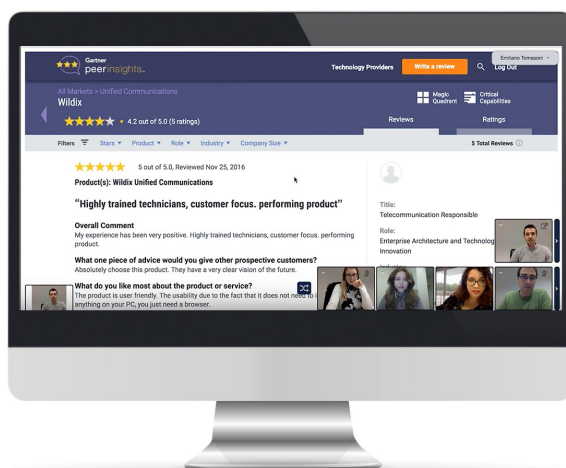 Emiliano Tomasoni
Gartner
peerinsights™
Technology Providers
Write a review
Log Out
All Markets > Unified Communications
Wildix
Magic Quadrant
Critical Capabilities
4.2 out of 5.0 (5 ratings)
Reviews
Ratings
Filters
Stars
Product
Role
Industry
Company Size
5 Total Reviews
5 out of 5.0, Reviewed Nov 25, 2016
Product(s): Wildix Unified Communications
“Highly trained technicians, customer focus. performing product”
Overall Comment
My experience has been very positive. Highly trained technicians, customer focus. performing
product.
What one piece of advice would you give other prospective customers?
Absolutely choose this product. They have a very clear vision of the future.
What do you like most about the product or service?
The product is user friendly. The usability due to the fact that it does not need to
anything on your PC, you just need a browser.
Title:
Telecommunication Responsible
Role:
Enterprise Architecture and Technolog
Innovation